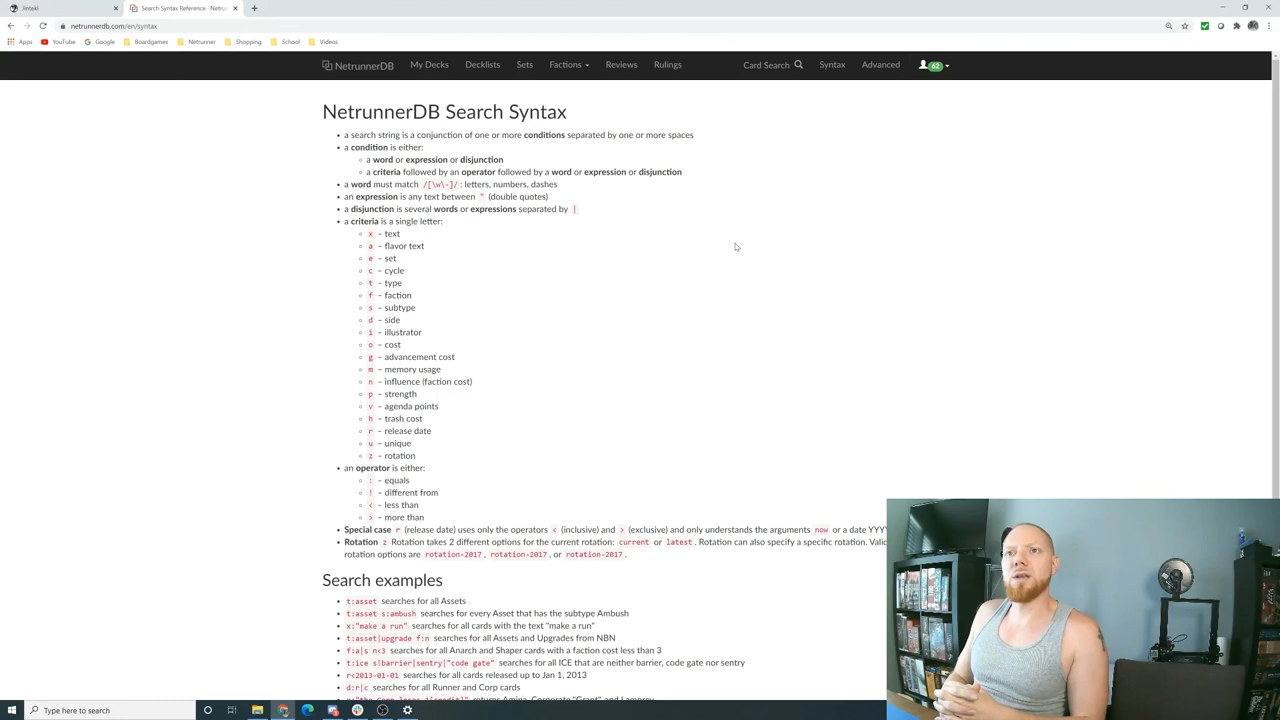 Jinteki
Search Syntax Reference · Netru
netrunnerdb.com/en/syntax
Apps
YouTube
Google
Boardgames
Netrunner
Shopping
School
Videos
NetrunnerDB
My Decks
Decklists
Sets
Factions
Reviews
Rulings
Card Search
Syntax
Advanced
62
NetrunnerDB Search Syntax
• a search string is a conjunction of one or more conditions separated by one or more spaces
• a condition is either:
a word or expression or disjunction
a criteria followed by an operator followed by a word or expression or disjunction
• a word must match /[\w\-]/ : letters, numbers, dashes
• an expression is any text between " (double quotes)
• a disjunction is several words or expressions separated by |
• a criteria is a single letter:
x – text
a – flavor text
e – set
c – cycle
t – type
f – faction
s – subtype
d – side
i – illustrator
o – cost
g – advancement cost
m – memory usage
n – influence (faction cost)
p – strength
v – agenda points
h – trash cost
r – release date
u – unique
z – rotation
• an operator is either:
: – equals
! – different from
< – less than
> – more than
• Special case r (release date) uses only the operators < (inclusive) and > (exclusive) and only understands the arguments now or a date YYY
• Rotation z Rotation takes 2 different options for the current rotation: current or latest. Rotation can also specify a specific rotation. Valid
rotation options are rotation-2017, rotation-2017, or rotation-2017.
Search examples
• t:asset searches for all Assets
• t:asset s:ambush searches for every Asset that has the subtype Ambush
• x:"make a run" searches for all cards with the text "make a run"
• t:asset|upgrade f:n searches for all Assets and Upgrades from NBN
• f:a|s n<3 searches for all Anarch and Shaper cards with a faction cost less than 3
• t:ice s!barrier|sentry|"code gate" searches for all ICE that are neither barrier, code gate nor sentry
• r<2013-01-01 searches for all cards released up to Jan 1, 2013
• d:r|c searches for all Runner and Corp cards
returns Amina, Corporate "Grant", and Lamprey
Type here to search